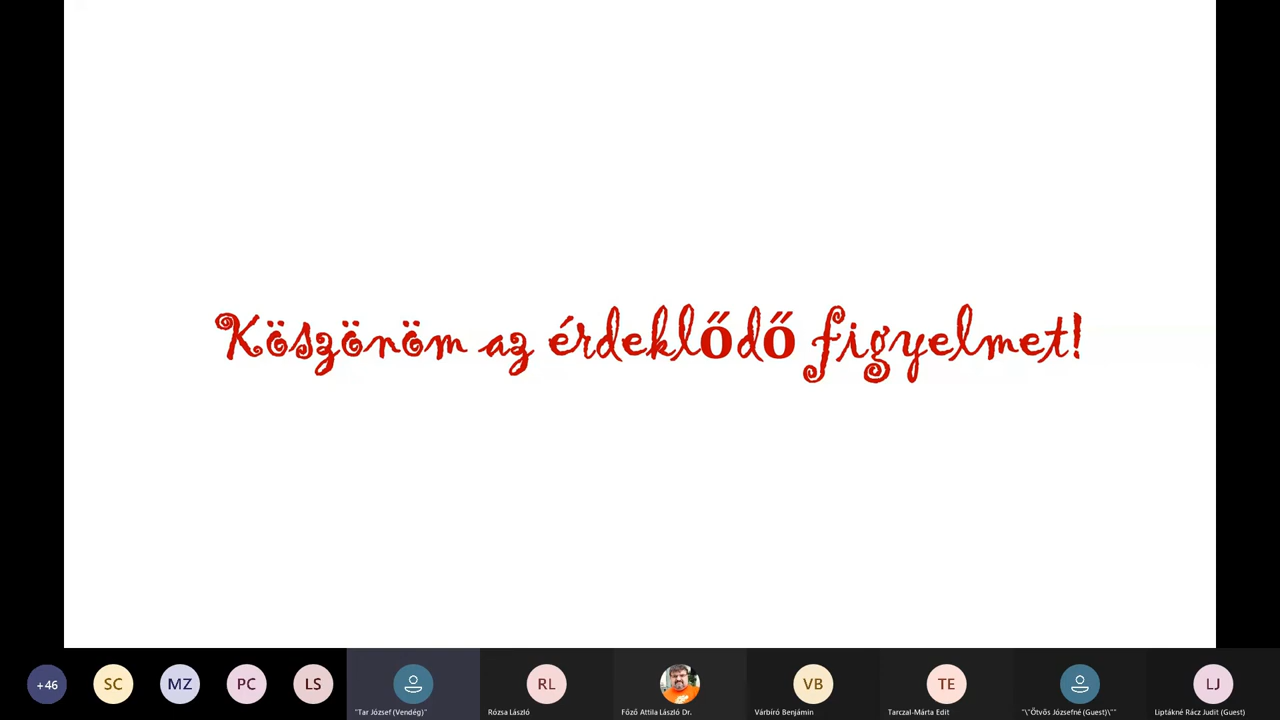 Köszönöm az érdeklődő figyelmet!
+46
SC
MZ
PC
LS
"Tar József (Vendég)"
RL
Rózsa László
Főző Attila László Dr.
VB
Várbíró Benjámin
TE
Tarczal-Márta Edit
"\"Ötvös Józsefné (Guest)\""
LJ
Liptákné Rácz Judit (Guest)